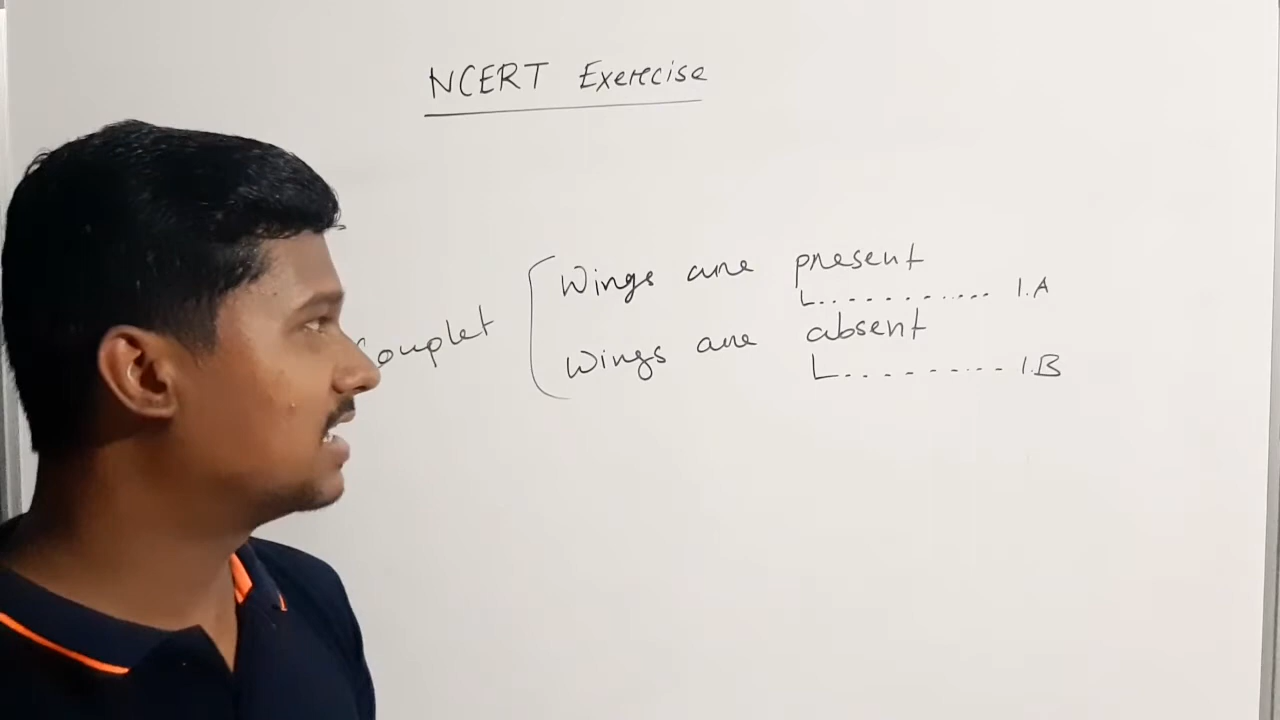 NCERT Exercise
Wings are present
L........... 1.A
Couplet
Wings are absent
L......... 1.B